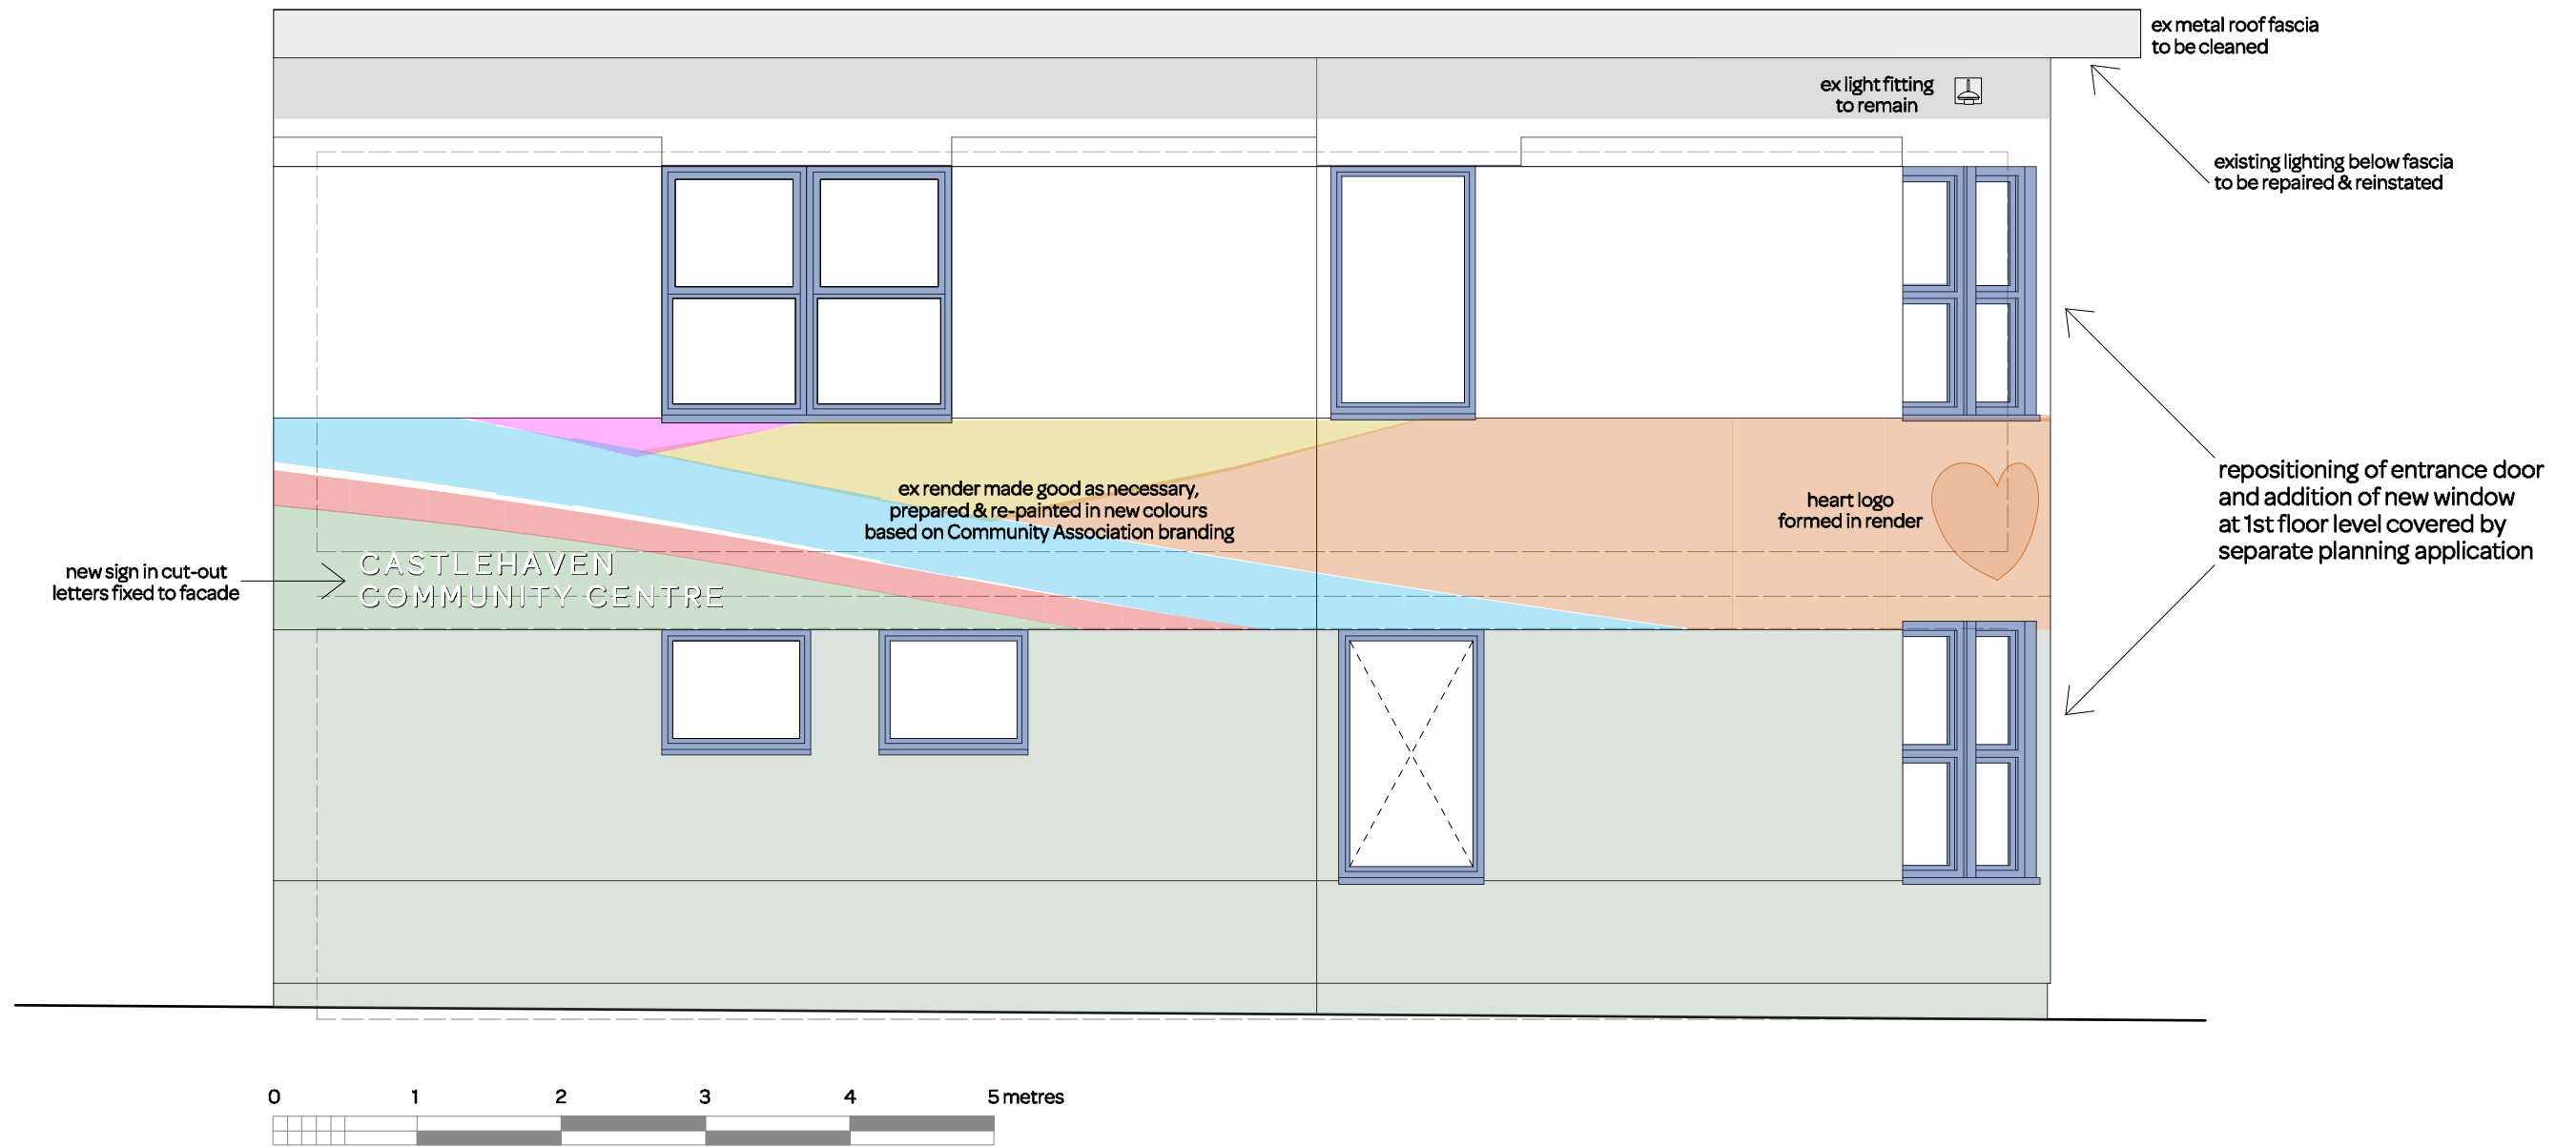 ex metal roof fascia
to be cleaned
ex light fitting
to remain
existing lighting below fascia
to be repaired & reinstated
ex render made good as necessary,
prepared & re-painted in new colours
based on Community Association branding
heart logo
formed in render
repositioning of entrance door
and addition of new window
at 1st floor level covered by
separate planning application
new sign in cut-out
letters fixed to facade
CASTLEHAVEN
COMMUNITY CENTRE
0 1 2 3 4 5 metres